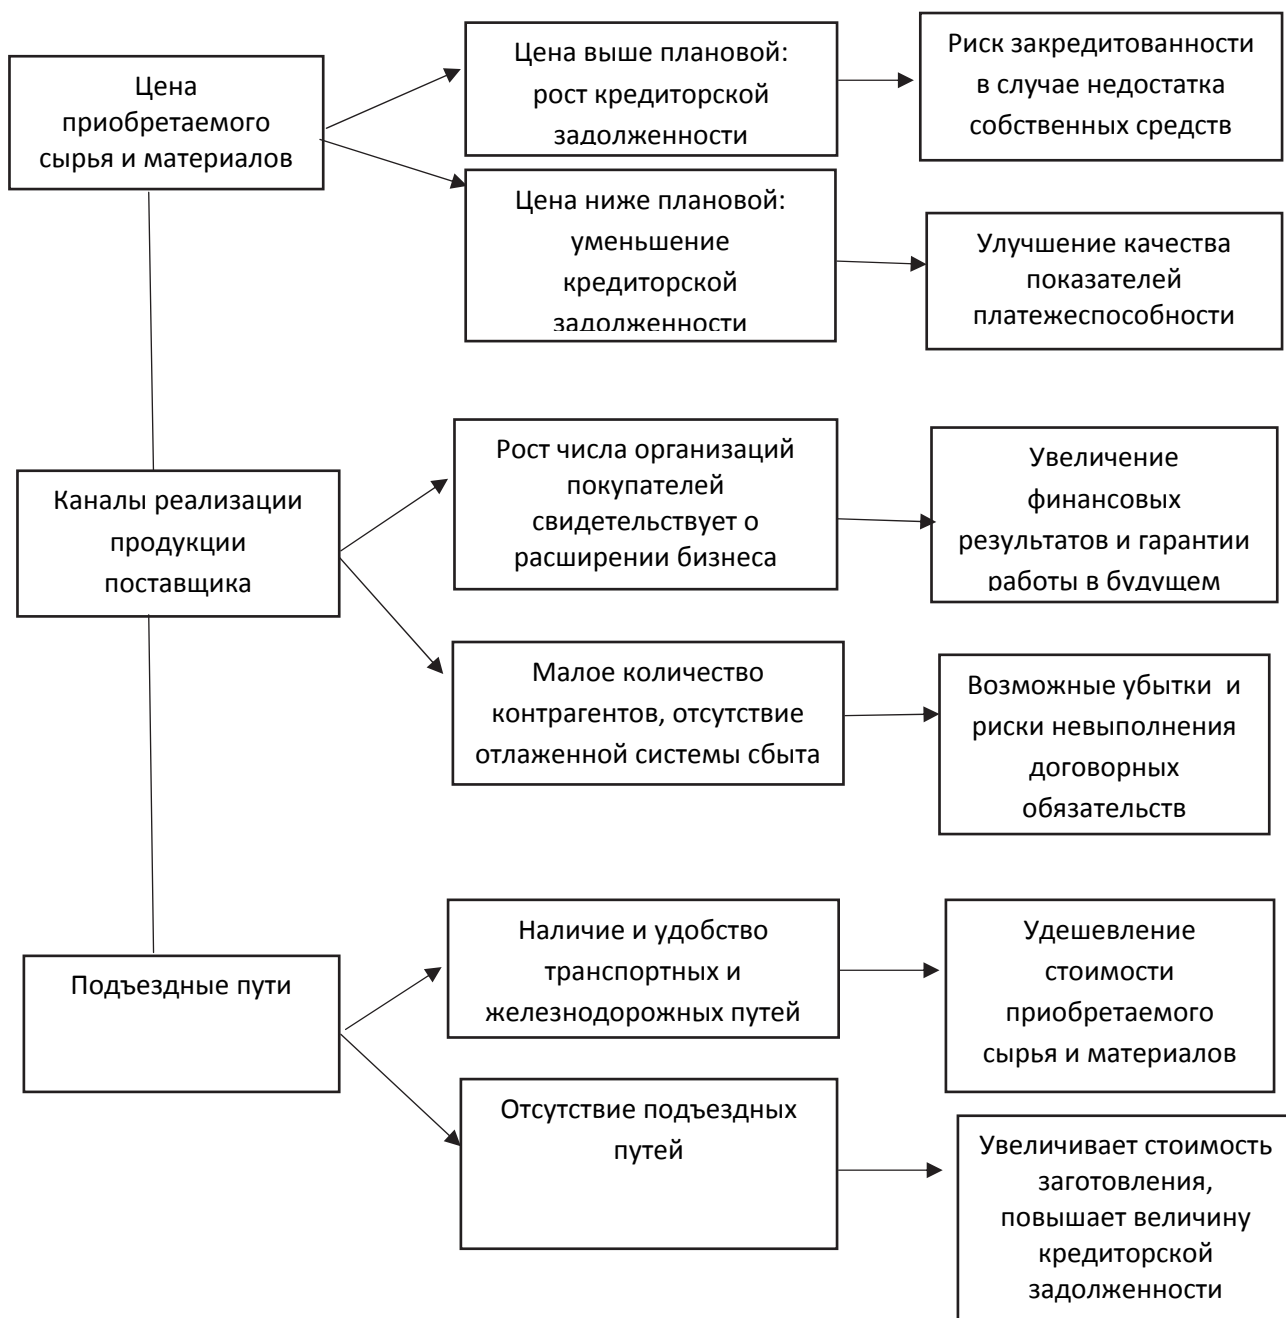 Цена
приобретаемого
сырья и материалов
Цена выше плановой:
рост кредиторской
задолженности
Риск закредитованности
в случае недостатка
собственных средств
Цена ниже плановой:
уменьшение
кредиторской
задолженности
Улучшение качества
показателей
платежеспособности
Каналы реализации
продукции
поставщика
Рост числа организаций
покупателей
свидетельствует о
расширении бизнеса
Увеличение
финансовых
результатов и гарантии
работы в будущем
Малое количество
контрагентов, отсутствие
отлаженной системы сбыта
Возможные убытки и
риски невыполнения
договорных
обязательств
Подъездные пути
Наличие и удобство
транспортных и
железнодорожных путей
Удешевление
стоимости
приобретаемого
сырья и материалов
Отсутствие подъездных
путей
Увеличивает стоимость
заготовления,
повышает величину
кредиторской
задолженности